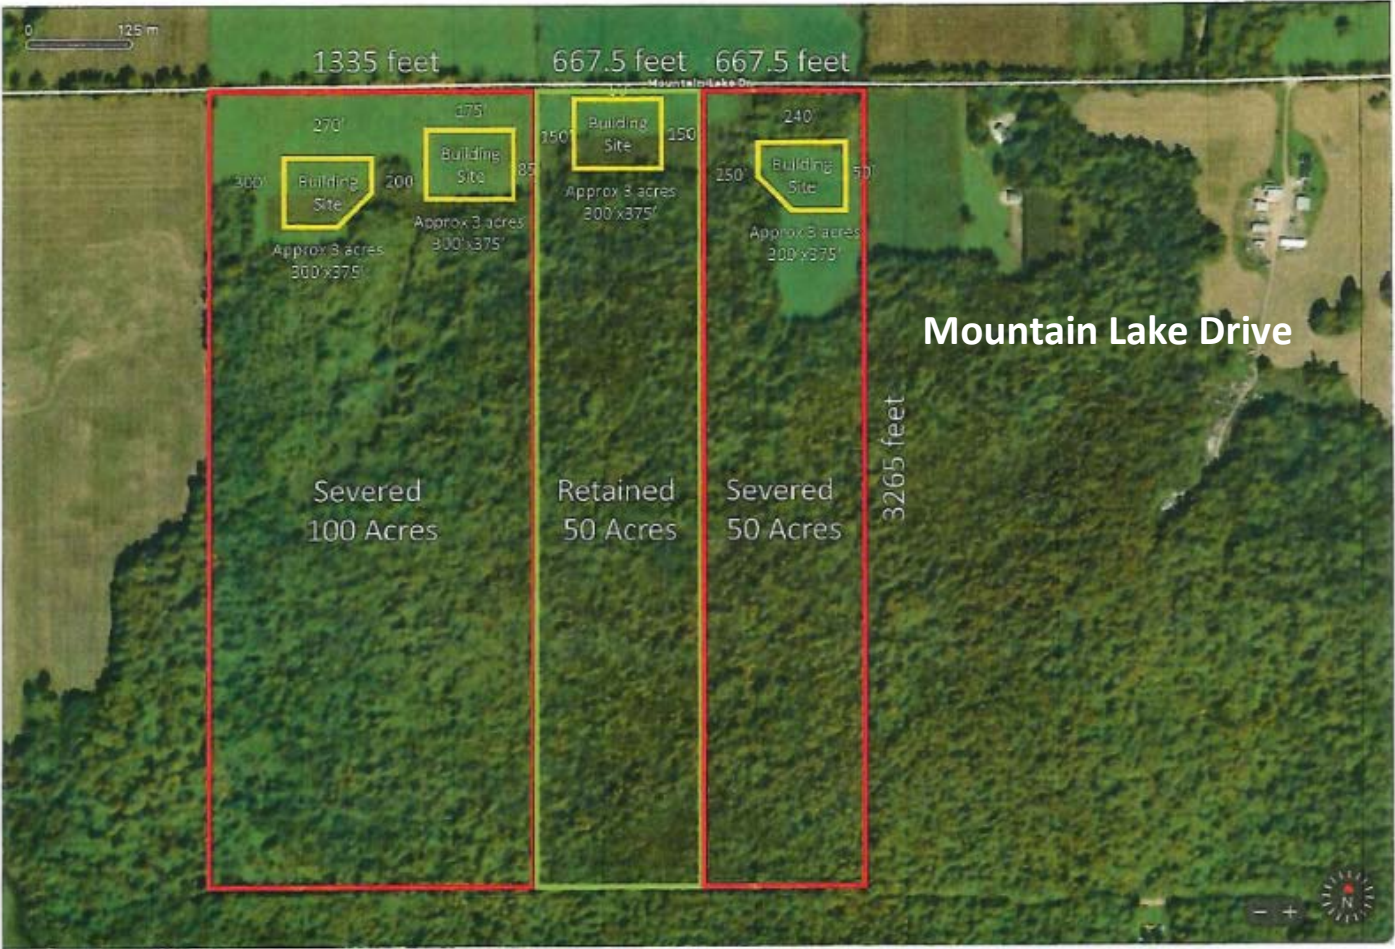 0 125 m
1335 feet 667.5 feet 667.5 feet
Mountain Lake Dr
270'
175'
240'
150' Building Site 150
Building Site
85
300' Building Site 200
250' Building Site 50'
Approx 3 acres
300'x375'
Approx 3 acres
300'x375'
Approx 3 acres
300'x375'
Approx 3 acres
300'x375'
Mountain Lake Drive
3265 feet
Severed
100 Acres
Retained
50 Acres
Severed
50 Acres
N